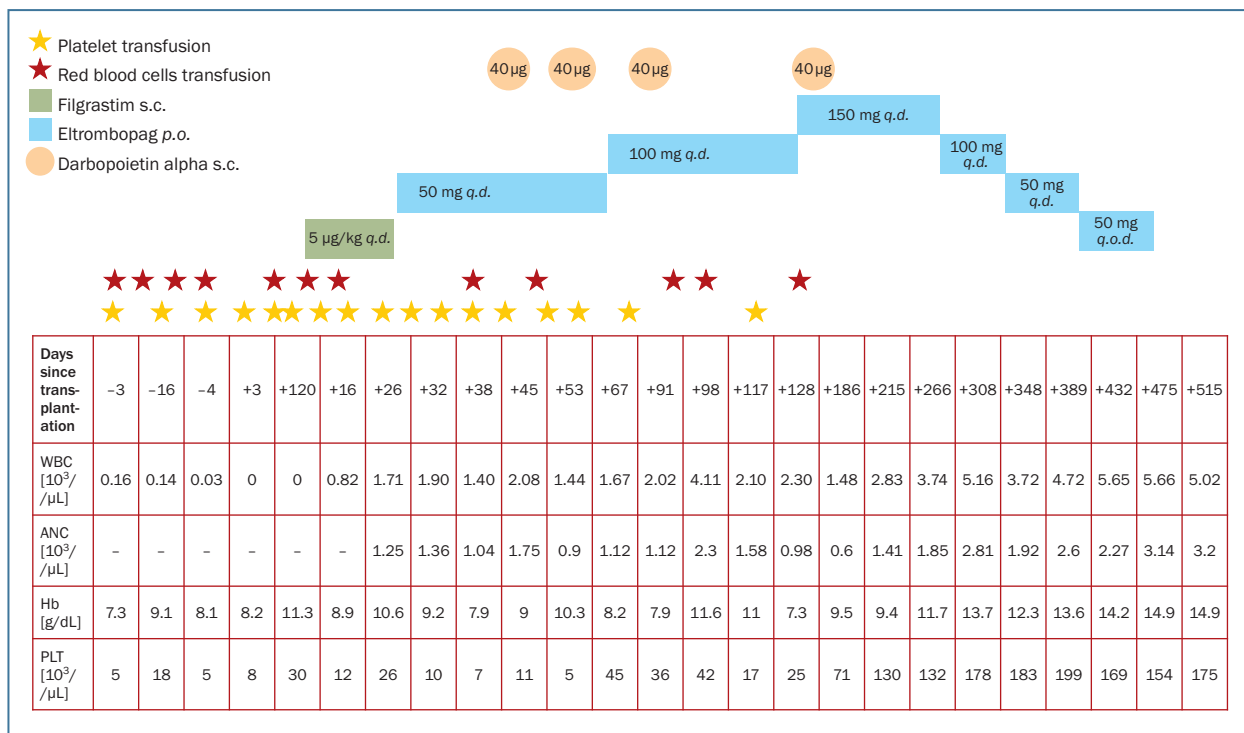 Platelet transfusion
Red blood cells transfusion
Filgrastim s.c.
Eltrombopag p.o.
Darbopoietin alpha s.c.
40 µg 40 µg 40 µg 40 µg
150 mg q.d.
100 mg q.d.
100 mg
q.d.
50 mg q.d.
50 mg
q.d.
5 µg/kg q.d.
50 mg
q.o.d.
Days
since
trans-
plant-
ation
–3 –16 –4 +3 +120 +16 +26 +32 +38 +45 +53 +67 +91 +98 +117 +128 +186 +215 +266 +308 +348 +389 +432 +475 +515
WBC
[10³/
/µL]
0.16 0.14 0.03 0 0 0.82 1.71 1.90 1.40 2.08 1.44 1.67 2.02 4.11 2.10 2.30 1.48 2.83 3.74 5.16 3.72 4.72 5.65 5.66 5.02
ANC
[10³/
/µL]
– – – – – – 1.25 1.36 1.04 1.75 0.9 1.12 1.12 2.3 1.58 0.98 0.6 1.41 1.85 2.81 1.92 2.6 2.27 3.14 3.2
Hb
[g/dL]
7.3 9.1 8.1 8.2 11.3 8.9 10.6 9.2 7.9 9 10.3 8.2 7.9 11.6 11 7.3 9.5 9.4 11.7 13.7 12.3 13.6 14.2 14.9 14.9
PLT
[10³/
/µL]
5 18 5 8 30 12 26 10 7 11 5 45 36 42 17 25 71 130 132 178 183 199 169 154 175